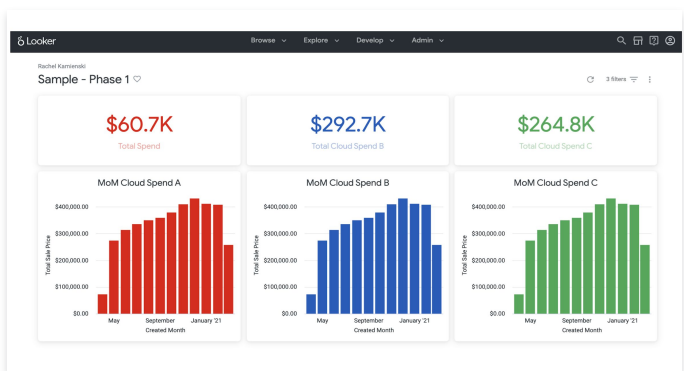 Looker
Browse
Explore
Develop
Admin
Rachel Kamienski
Sample - Phase 1
3 filters
$60.7K
Total Spend
$292.7K
Total Cloud Spend B
$264.8K
Total Cloud Spend C
MoM Cloud Spend A
Total Sale Price
$400,000.00
$300,000.00
$200,000.00
$100,000.00
$0.00
May
September
January '21
Created Month
MoM Cloud Spend B
Total Sale Price
$400,000.00
$300,000.00
$200,000.00
$100,000.00
$0.00
May
September
January '21
Created Month
MoM Cloud Spend C
Total Sale Price
$400,000.00
$300,000.00
$200,000.00
$100,000.00
$0.00
May
September
January '21
Created Month